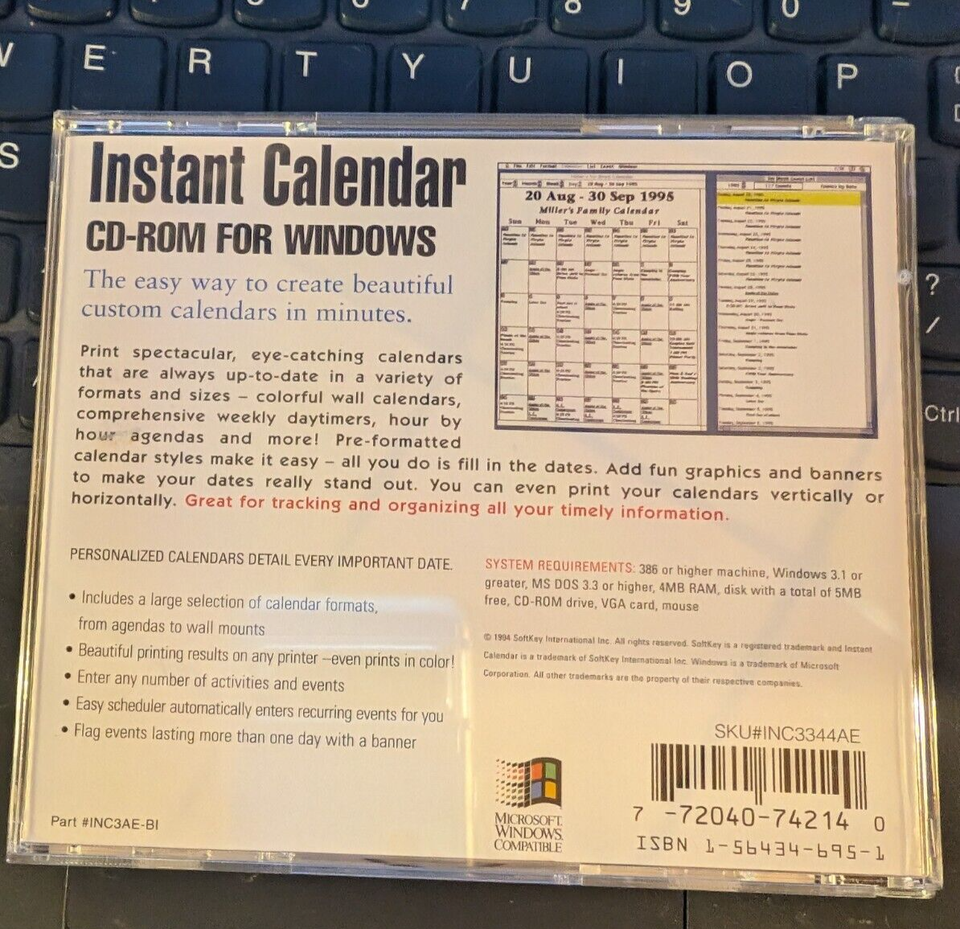 E R T Y U I O P
S
?
/
Ctrl
Instant Calendar
CD-ROM FOR WINDOWS
The easy way to create beautiful
custom calendars in minutes.
20 Aug - 30 Sep 1995
Miller's Family Calendar
Sun Mon Tue Wed Thu Fri Sat
Print spectacular, eye-catching calendars
that are always up-to-date in a variety of
formats and sizes – colorful wall calendars,
comprehensive weekly daytimers, hour by
hour agendas and more! Pre-formatted
calendar styles make it easy – all you do is fill in the dates. Add fun graphics and banners
to make your dates really stand out. You can even print your calendars vertically or
horizontally. Great for tracking and organizing all your timely information.
PERSONALIZED CALENDARS DETAIL EVERY IMPORTANT DATE.
• Includes a large selection of calendar formats,
from agendas to wall mounts
• Beautiful printing results on any printer –even prints in color!
• Enter any number of activities and events
• Easy scheduler automatically enters recurring events for you
• Flag events lasting more than one day with a banner
Part #INC3AE-BI
SYSTEM REQUIREMENTS: 386 or higher machine, Windows 3.1 or
greater, MS DOS 3.3 or higher, 4MB RAM, disk with a total of 5MB
free, CD-ROM drive, VGA card, mouse
© 1994 SoftKey International Inc. All rights reserved. SoftKey is a registered trademark and Instant
Calendar is a trademark of SoftKey International Inc. Windows is a trademark of Microsoft
Corporation. All other trademarks are the property of their respective companies.
MICROSOFT
WINDOWS
COMPATIBLE
SKU#INC3344AE
7 -72040-74214 0
ISBN 1-56434-695-1